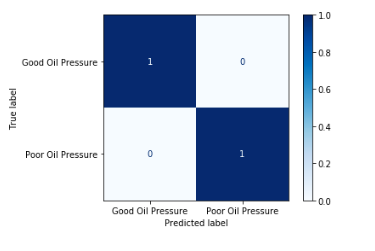 Good Oil Pressure
Poor Oil Pressure
True label
1
0
0
1
Good Oil Pressure
Poor Oil Pressure
Predicted label
1.0
0.8
0.6
0.4
0.2
0.0